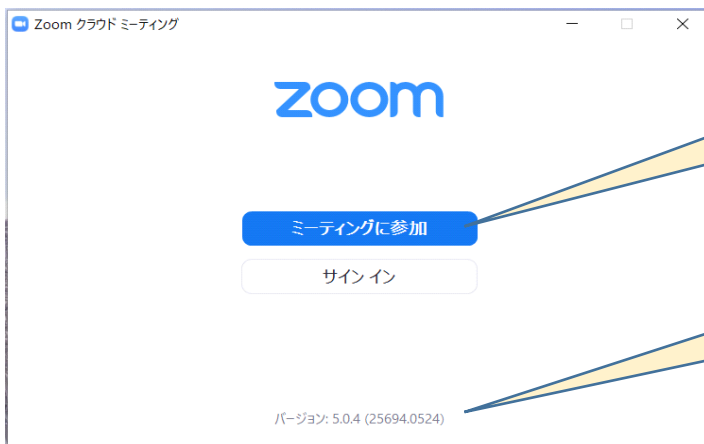 Zoom クラウド ミーティング
zoom
ミーティングに参加
サイン イン
バージョン: 5.0.4 (25694.0524)